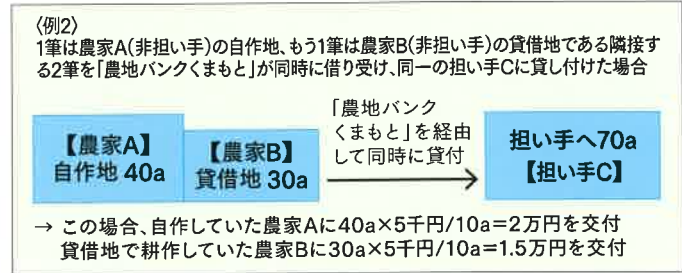 〈例2〉
1筆は農家A(非担い手)の自作地、もう1筆は農家B(非担い手)の貸借地である隣接す
る2筆を「農地バンクくまもと」が同時に借り受け、同一の担い手Cに貸し付けた場合
【農家A】
自作地 40a
【農家B】
貸借地 30a
「農地バンク
くまもと」を経由
して同時に貸付
担い手へ70a
【担い手C】
→ この場合、自作していた農家Aに40a×5千円/10a=2万円を交付
貸借地で耕作していた農家Bに30a×5千円/10a=1.5万円を交付